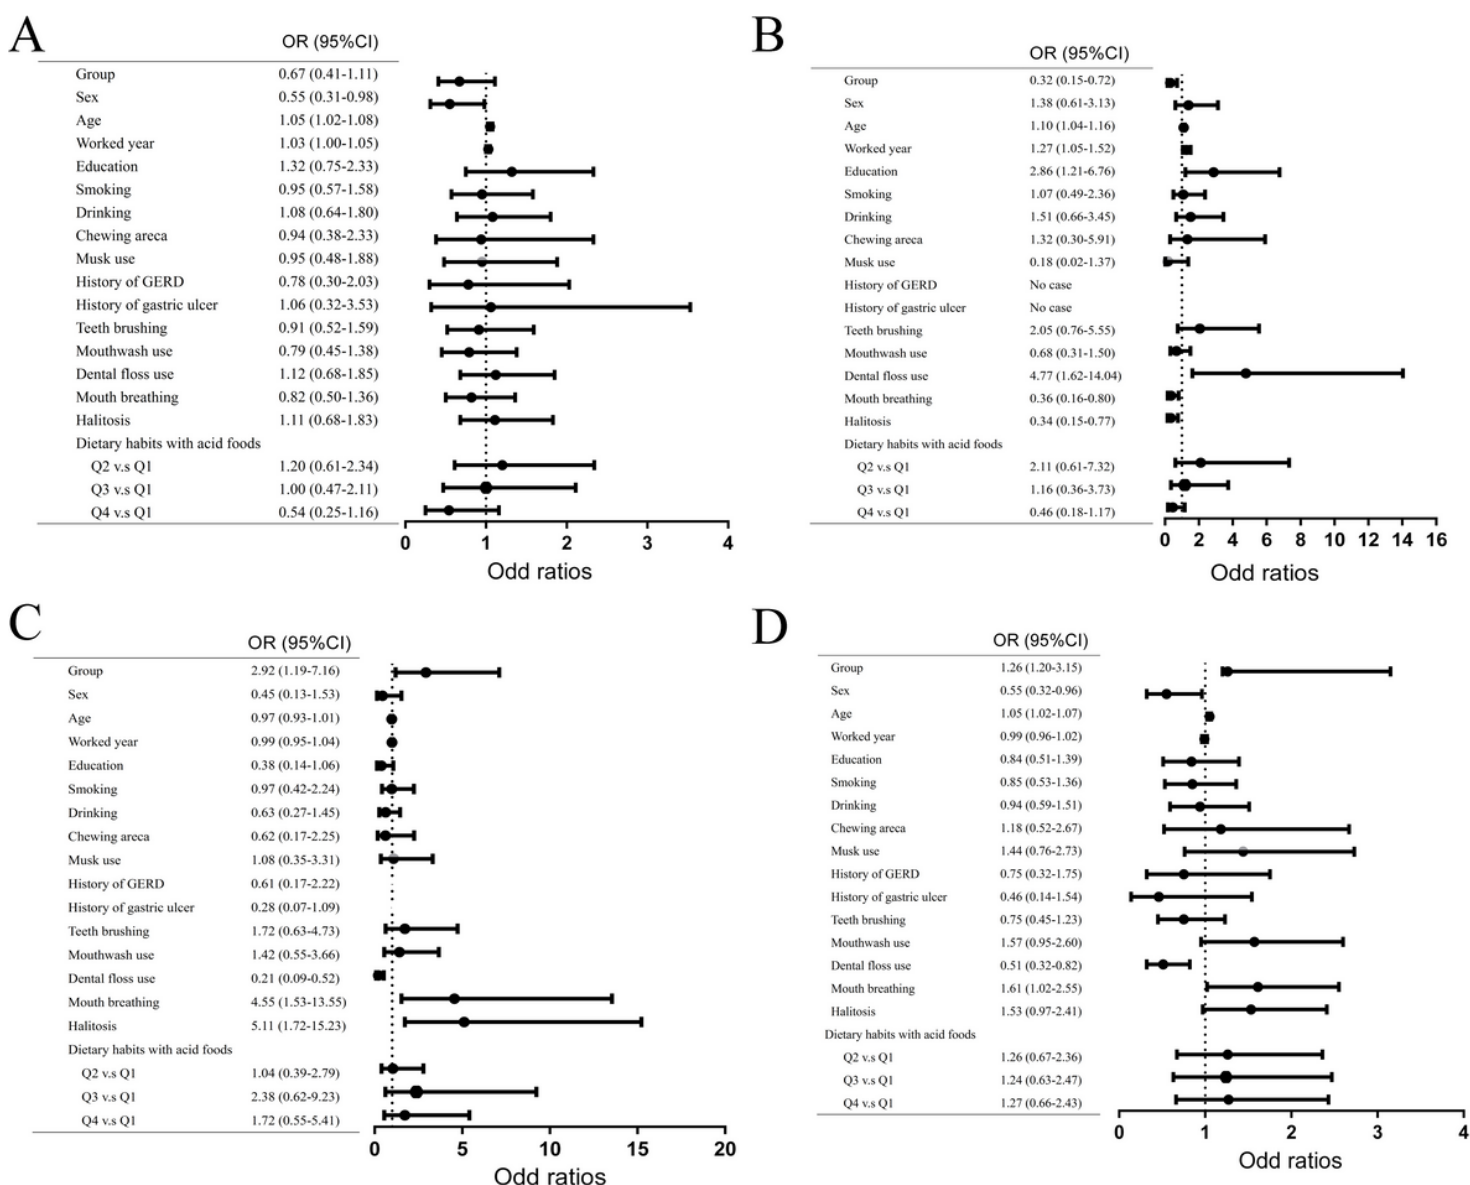 A
OR (95%CI)
Group 0.67 (0.41-1.11)
Sex 0.55 (0.31-0.98)
Age 1.05 (1.02-1.08)
Worked year 1.03 (1.00-1.05)
Education 1.32 (0.75-2.33)
Smoking 0.95 (0.57-1.58)
Drinking 1.08 (0.64-1.80)
Chewing areca 0.94 (0.38-2.33)
Musk use 0.95 (0.48-1.88)
History of GERD 0.78 (0.30-2.03)
History of gastric ulcer 1.06 (0.32-3.53)
Teeth brushing 0.91 (0.52-1.59)
Mouthwash use 0.79 (0.45-1.38)
Dental floss use 1.12 (0.68-1.85)
Mouth breathing 0.82 (0.50-1.36)
Halitosis 1.11 (0.68-1.83)
Dietary habits with acid foods
Q2 v.s Q1 1.20 (0.61-2.34)
Q3 v.s Q1 1.00 (0.47-2.11)
Q4 v.s Q1 0.54 (0.25-1.16)
0 1 2 3 4
Odd ratios
B
OR (95%CI)
Group 0.32 (0.15-0.72)
Sex 1.38 (0.61-3.13)
Age 1.10 (1.04-1.16)
Worked year 1.27 (1.05-1.52)
Education 2.86 (1.21-6.76)
Smoking 1.07 (0.49-2.36)
Drinking 1.51 (0.66-3.45)
Chewing areca 1.32 (0.30-5.91)
Musk use 0.18 (0.02-1.37)
History of GERD No case
History of gastric ulcer No case
Teeth brushing 2.05 (0.76-5.55)
Mouthwash use 0.68 (0.31-1.50)
Dental floss use 4.77 (1.62-14.04)
Mouth breathing 0.36 (0.16-0.80)
Halitosis 0.34 (0.15-0.77)
Dietary habits with acid foods
Q2 v.s Q1 2.11 (0.61-7.32)
Q3 v.s Q1 1.16 (0.36-3.73)
Q4 v.s Q1 0.46 (0.18-1.17)
0 2 4 6 8 10 12 14 16
Odd ratios
C
OR (95%CI)
Group 2.92 (1.19-7.16)
Sex 0.45 (0.13-1.53)
Age 0.97 (0.93-1.01)
Worked year 0.99 (0.95-1.04)
Education 0.38 (0.14-1.06)
Smoking 0.97 (0.42-2.24)
Drinking 0.63 (0.27-1.45)
Chewing areca 0.62 (0.17-2.25)
Musk use 1.08 (0.35-3.31)
History of GERD 0.61 (0.17-2.22)
History of gastric ulcer 0.28 (0.07-1.09)
Teeth brushing 1.72 (0.63-4.73)
Mouthwash use 1.42 (0.55-3.66)
Dental floss use 0.21 (0.09-0.52)
Mouth breathing 4.55 (1.53-13.55)
Halitosis 5.11 (1.72-15.23)
Dietary habits with acid foods
Q2 v.s Q1 1.04 (0.39-2.79)
Q3 v.s Q1 2.38 (0.62-9.23)
Q4 v.s Q1 1.72 (0.55-5.41)
0 5 10 15 20
Odd ratios
D
OR (95%CI)
Group 1.26 (1.20-3.15)
Sex 0.55 (0.32-0.96)
Age 1.05 (1.02-1.07)
Worked year 0.99 (0.96-1.02)
Education 0.84 (0.51-1.39)
Smoking 0.85 (0.53-1.36)
Drinking 0.94 (0.59-1.51)
Chewing areca 1.18 (0.52-2.67)
Musk use 1.44 (0.76-2.73)
History of GERD 0.75 (0.32-1.75)
History of gastric ulcer 0.46 (0.14-1.54)
Teeth brushing 0.75 (0.45-1.23)
Mouthwash use 1.57 (0.95-2.60)
Dental floss use 0.51 (0.32-0.82)
Mouth breathing 1.61 (1.02-2.55)
Halitosis 1.53 (0.97-2.41)
Dietary habits with acid foods
Q2 v.s Q1 1.26 (0.67-2.36)
Q3 v.s Q1 1.24 (0.63-2.47)
Q4 v.s Q1 1.27 (0.66-2.43)
0 1 2 3 4
Odd ratios